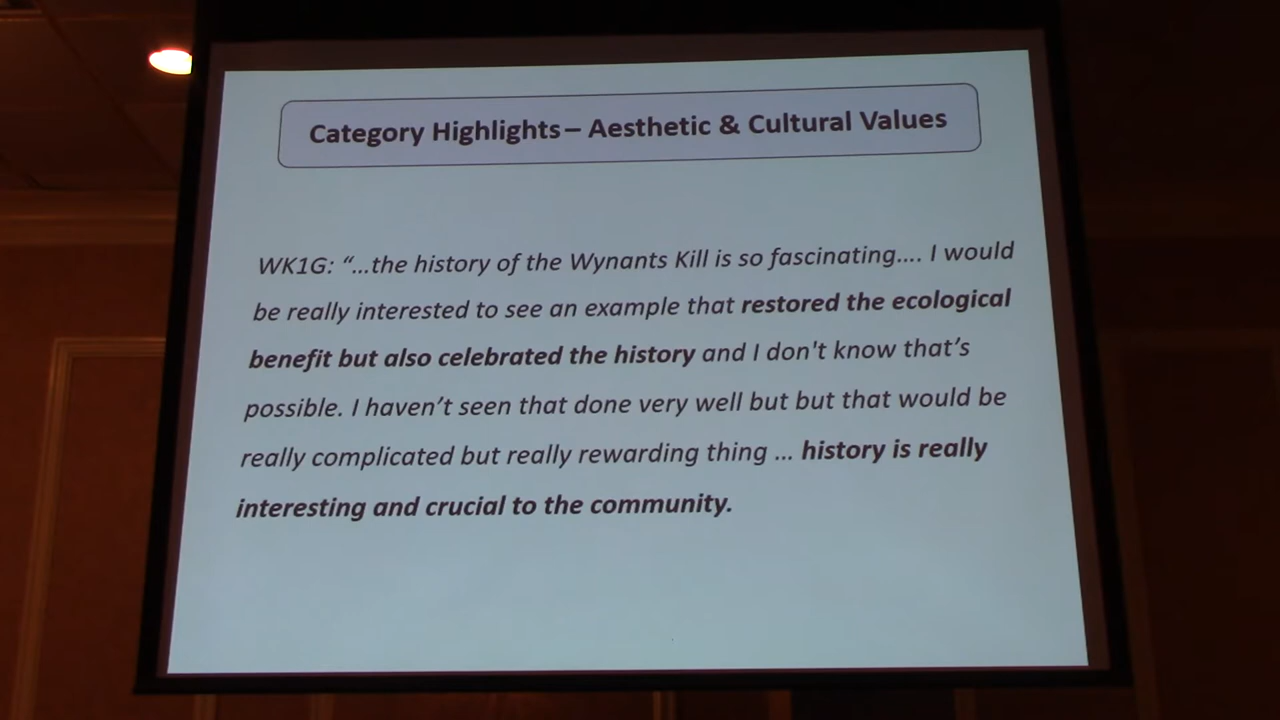 Category Highlights – Aesthetic & Cultural Values
WK1G: “…the history of the Wynants Kill is so fascinating…. I would
be really interested to see an example that restored the ecological
benefit but also celebrated the history and I don't know that’s
possible. I haven’t seen that done very well but but that would be
really complicated but really rewarding thing … history is really
interesting and crucial to the community.